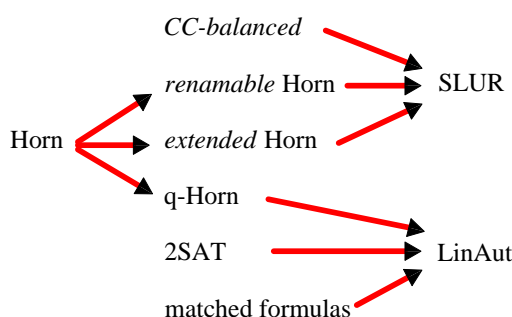 CC-balanced
renamable Horn
SLUR
Horn
extended Horn
q-Horn
2SAT
LinAut
matched formulas